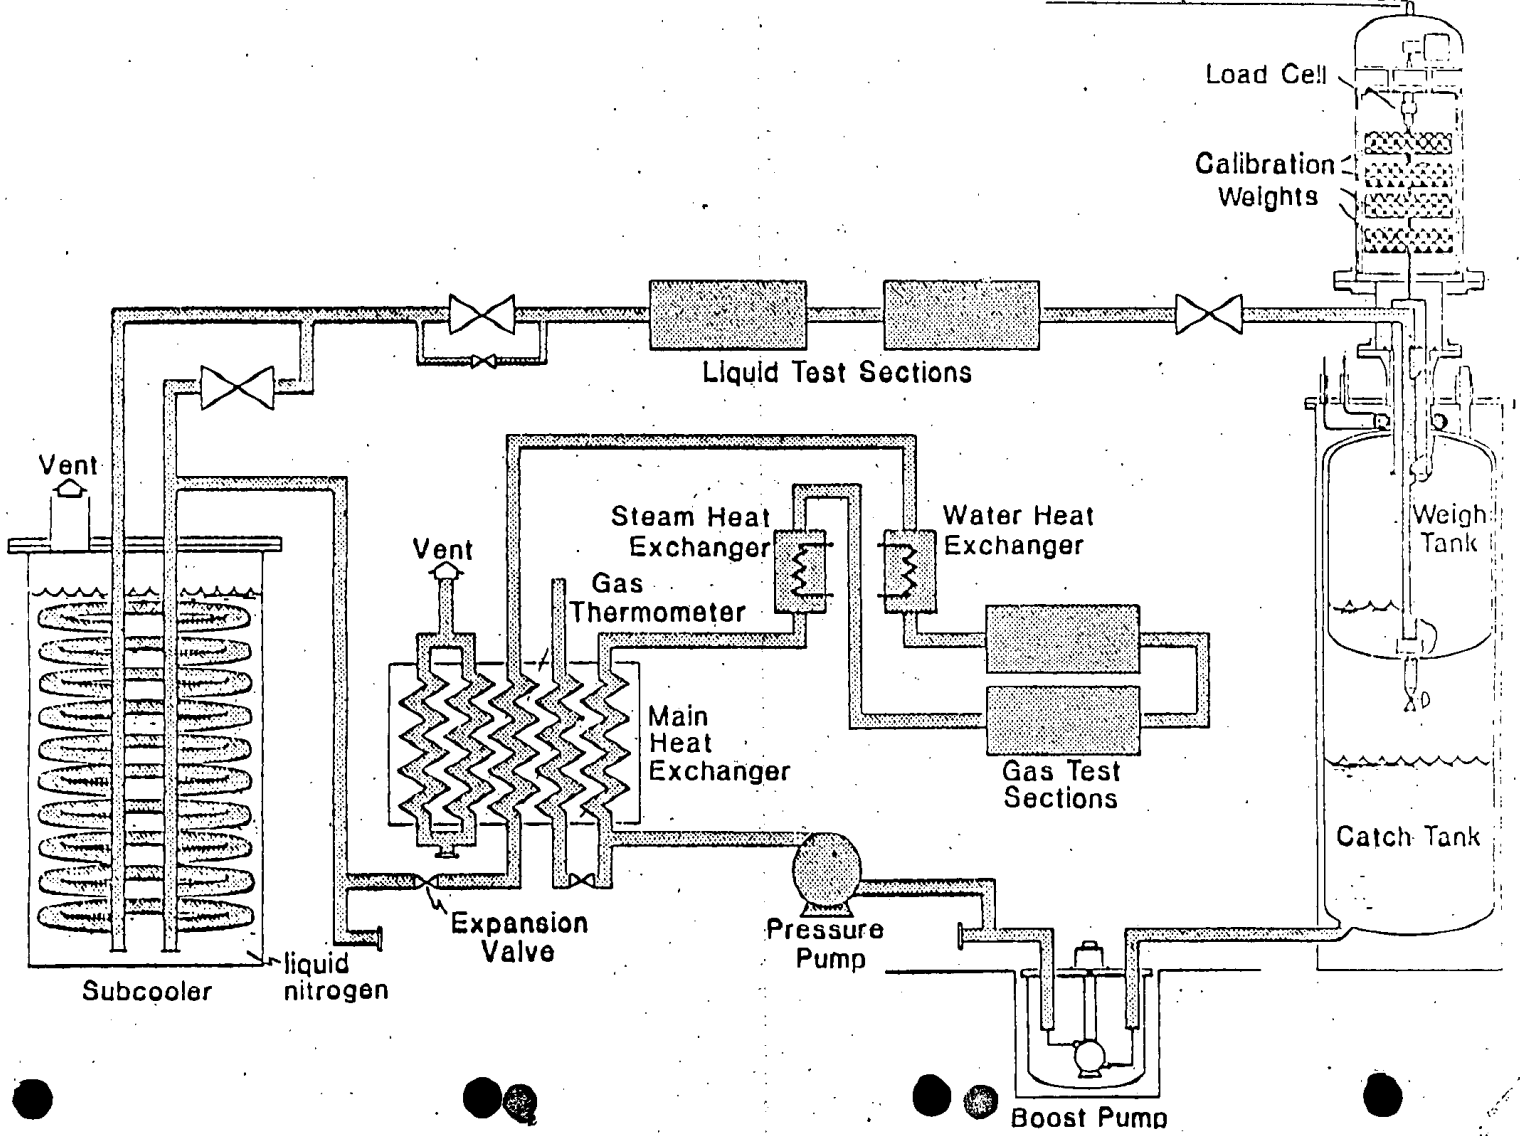 Load Cell
Calibration
Weights
Liquid Test Sections
Vent
Steam Heat
Exchanger
Water Heat
Exchanger
Weigh
Tank
Vent
Gas
Thermometer
Main
Heat
Exchanger
Gas Test
Sections
Catch Tank
Expansion
Valve
Pressure
Pump
liquid
nitrogen
Subcooler
Boost Pump